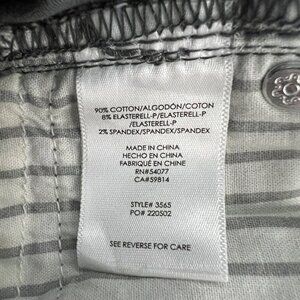 90% COTTON/ALGODÓN/COTON
8% ELASTERELL-P/ELASTERELL-P
/ELASTERELL-P
2% SPANDEX/SPANDEX/SPANDEX
MADE IN CHINA
HECHO EN CHINA
FABRIQUÉ EN CHINE
RN#54077
CA#59814
STYLE# 3565
PO# 220502
SEE REVERSE FOR CARE